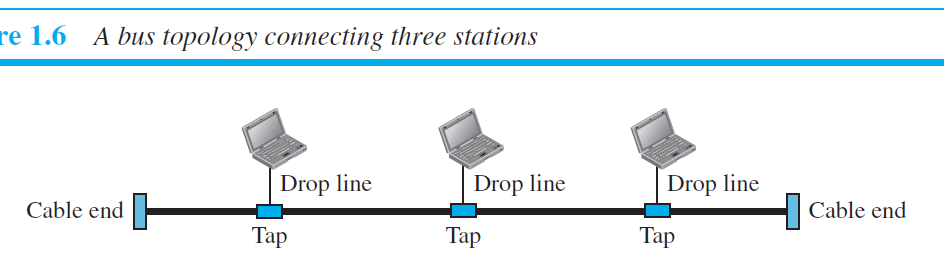 re 1.6 A bus topology connecting three stations
Drop line Drop line Drop line
Cable end Cable end
Tap Tap Tap